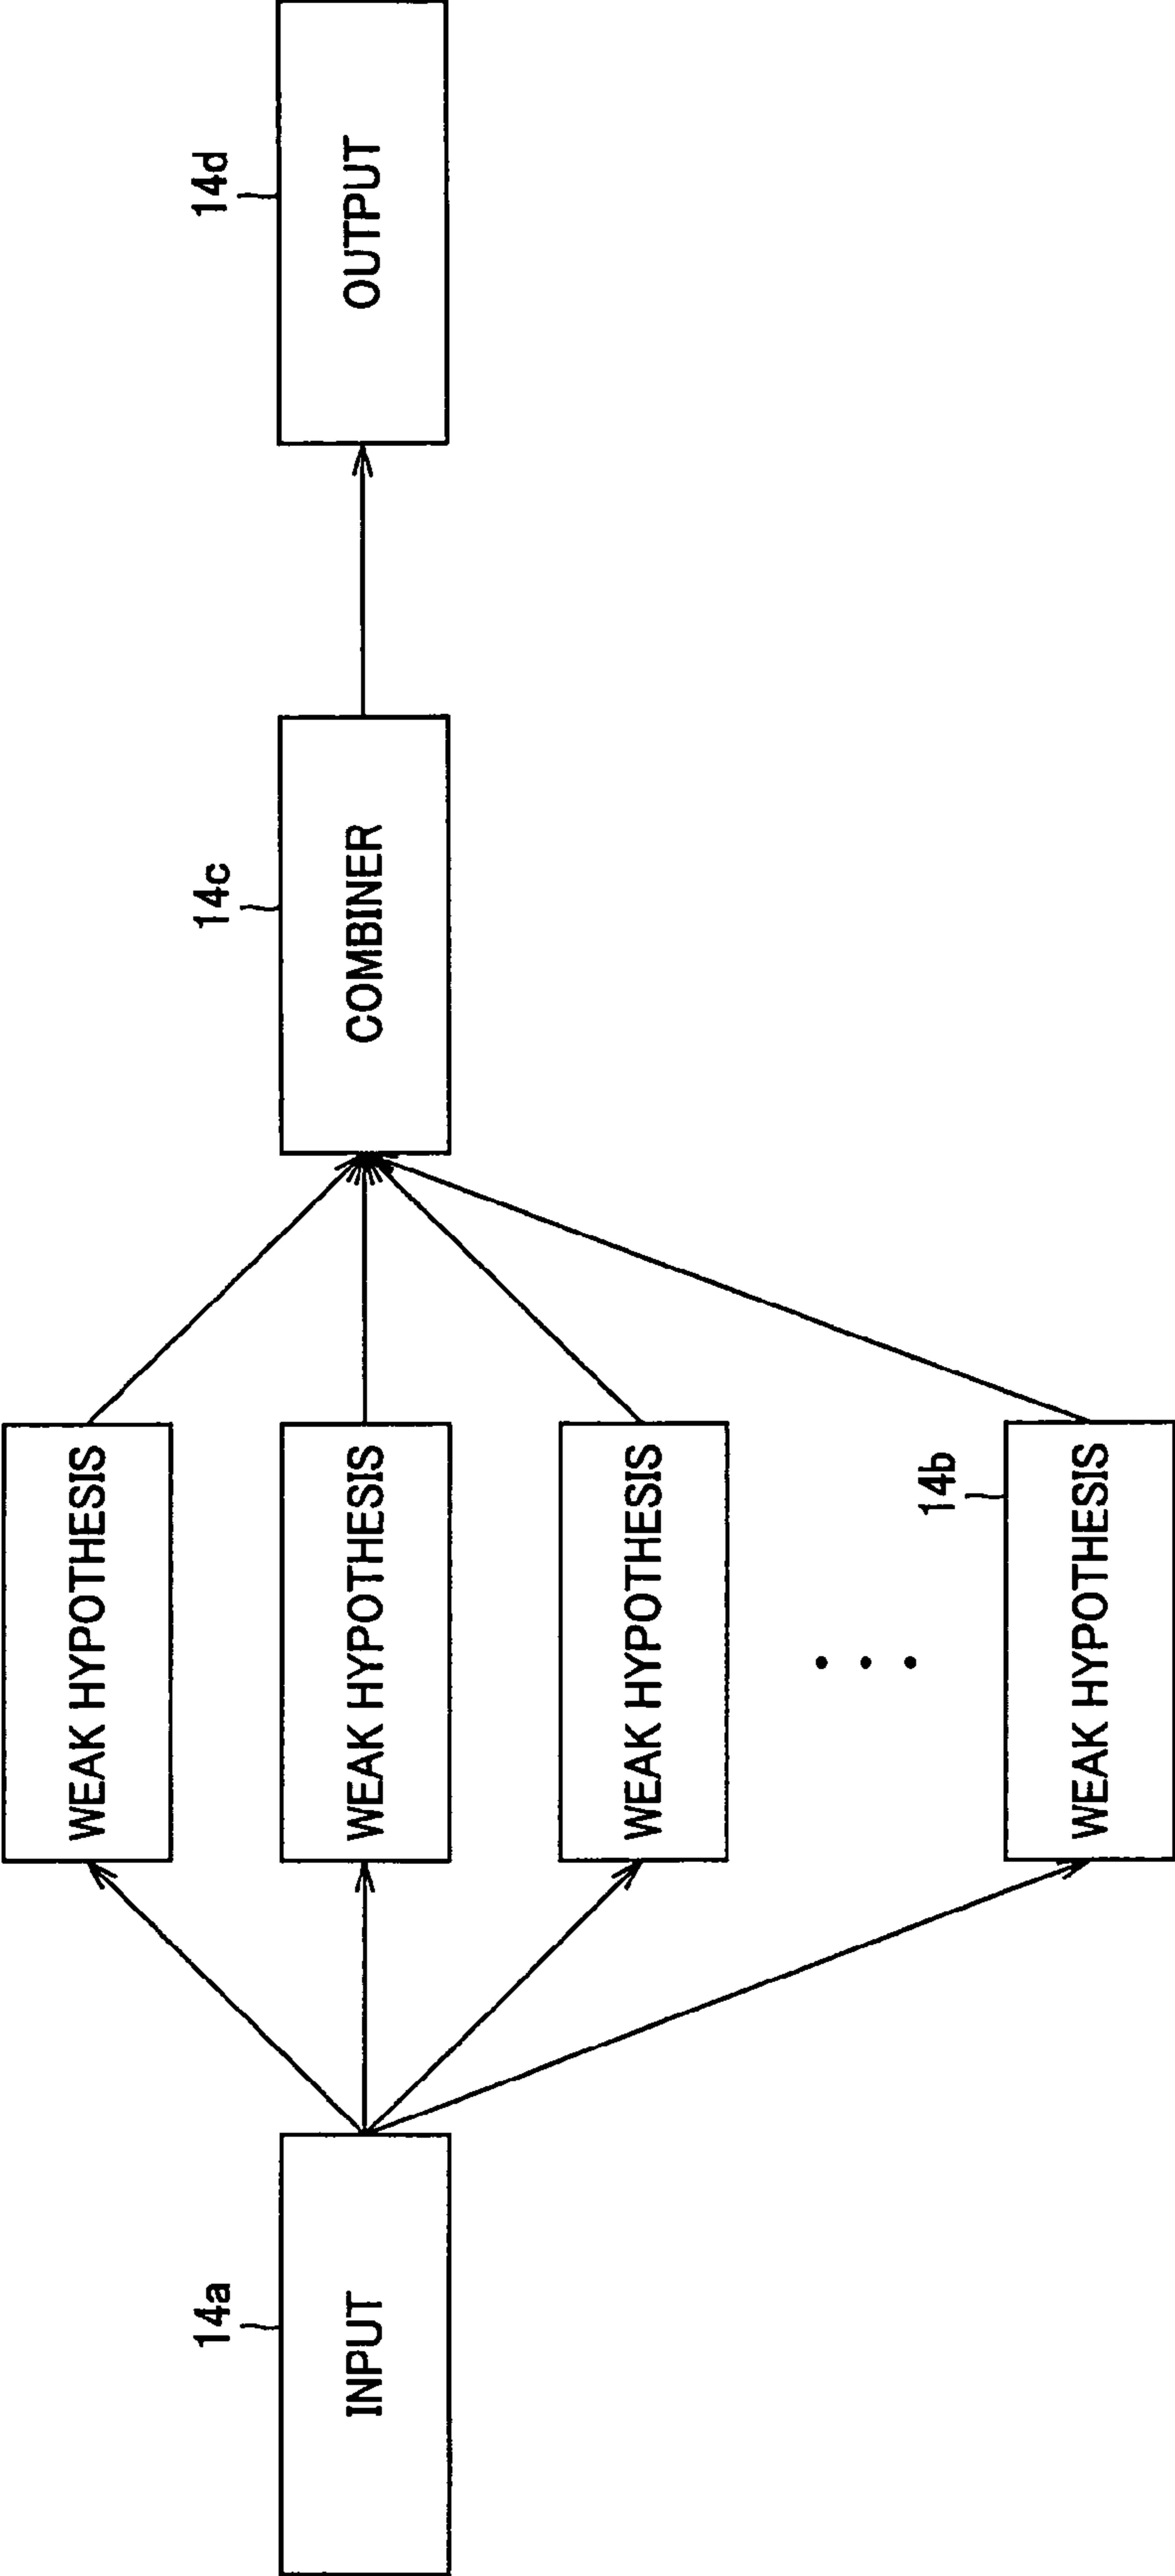 14a
INPUT
WEAK HYPOTHESIS
WEAK HYPOTHESIS
WEAK HYPOTHESIS
. . .
14b
WEAK HYPOTHESIS
14c
COMBINER
14d
OUTPUT